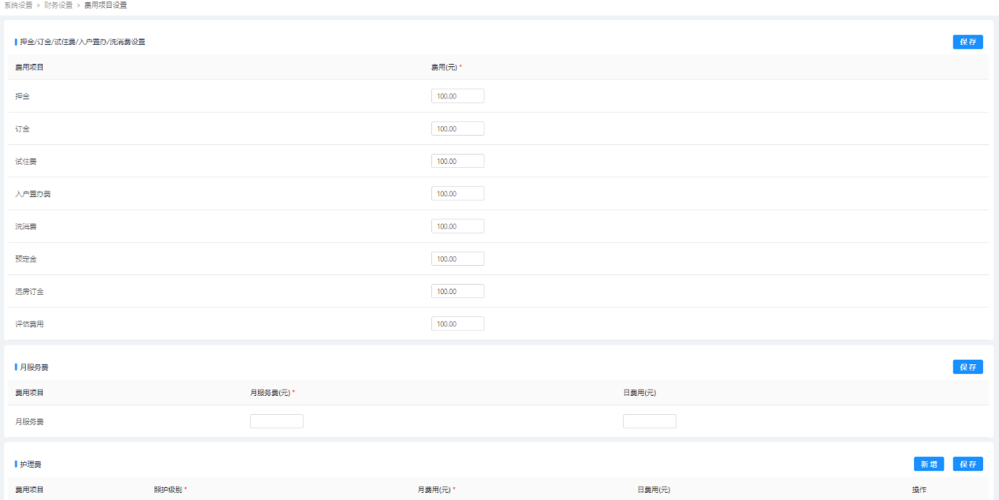 系统设置 > 财务设置 > 费用项目设置
押金/订金/试住费/入户置办/洗消费设置 保存
费用项目 费用(元) *
押金 100.00
订金 100.00
试住费 100.00
入户置办费 100.00
洗消费 100.00
预定金 100.00
选房订金 100.00
评估费用 100.00
月服务费 保存
费用项目 月服务费(元) * 日费用(元)
月服务费
护理费 新增 保存
费用项目 照护级别 * 月费用(元) * 日费用(元) 操作